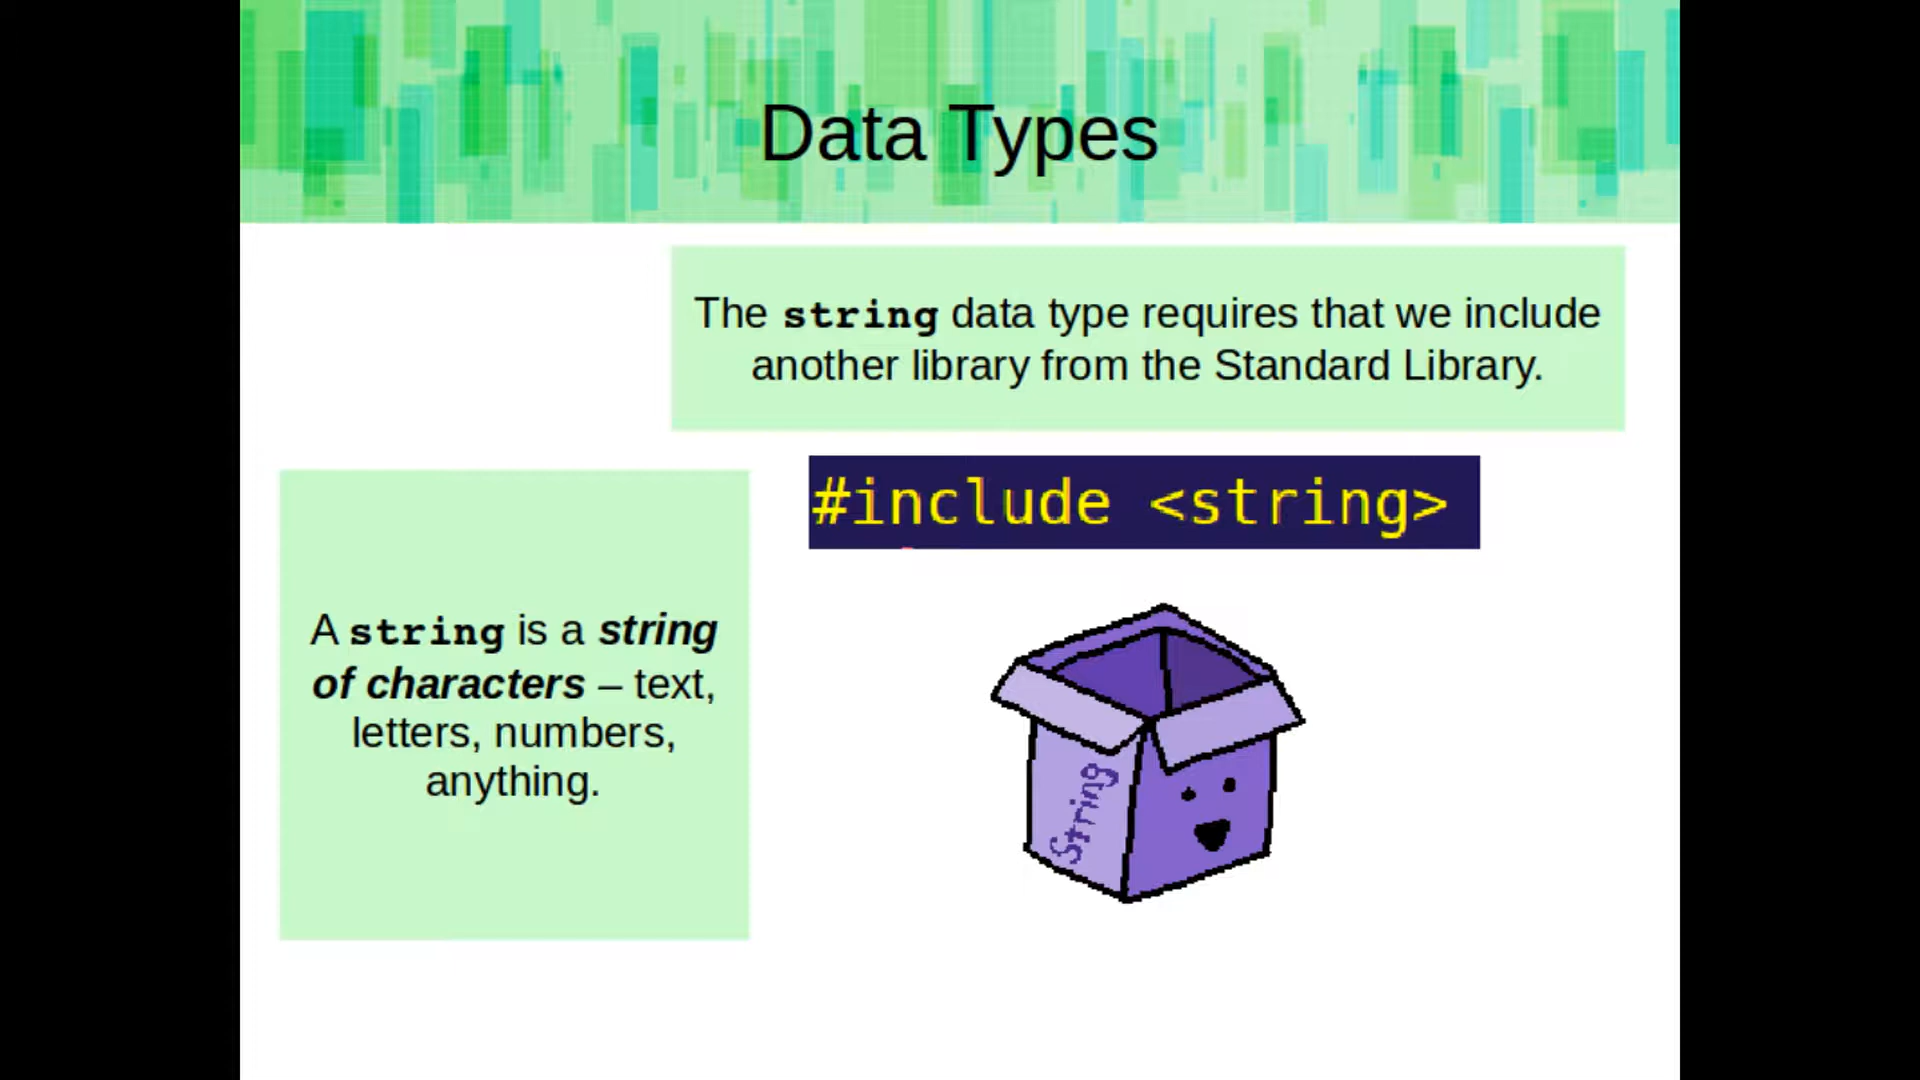 Data Types
The string data type requires that we include
another library from the Standard Library.
#include <string>
A string is a string
of characters – text,
letters, numbers,
anything.
String